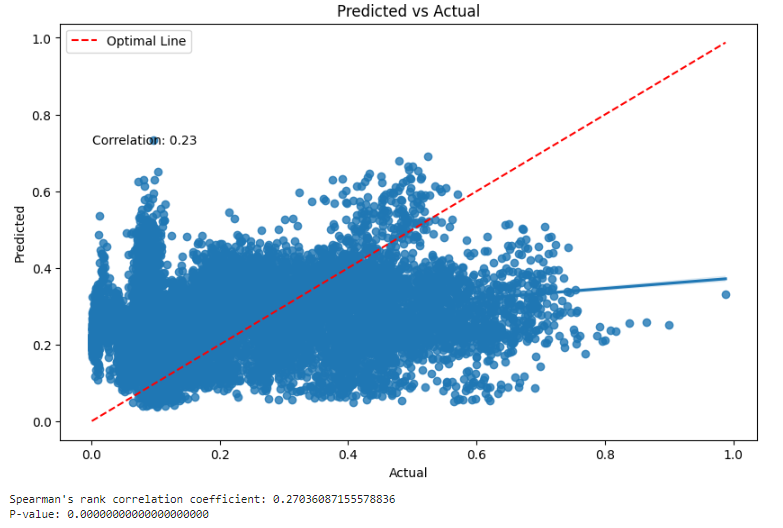 Predicted vs Actual
Optimal Line
Correlation: 0.23
1.0
0.8
0.6
0.4
0.2
0.0
Predicted
0.0 0.2 0.4 0.6 0.8 1.0
Actual
Spearman's rank correlation coefficient: 0.27036087155578836
P-value: 0.00000000000000000000